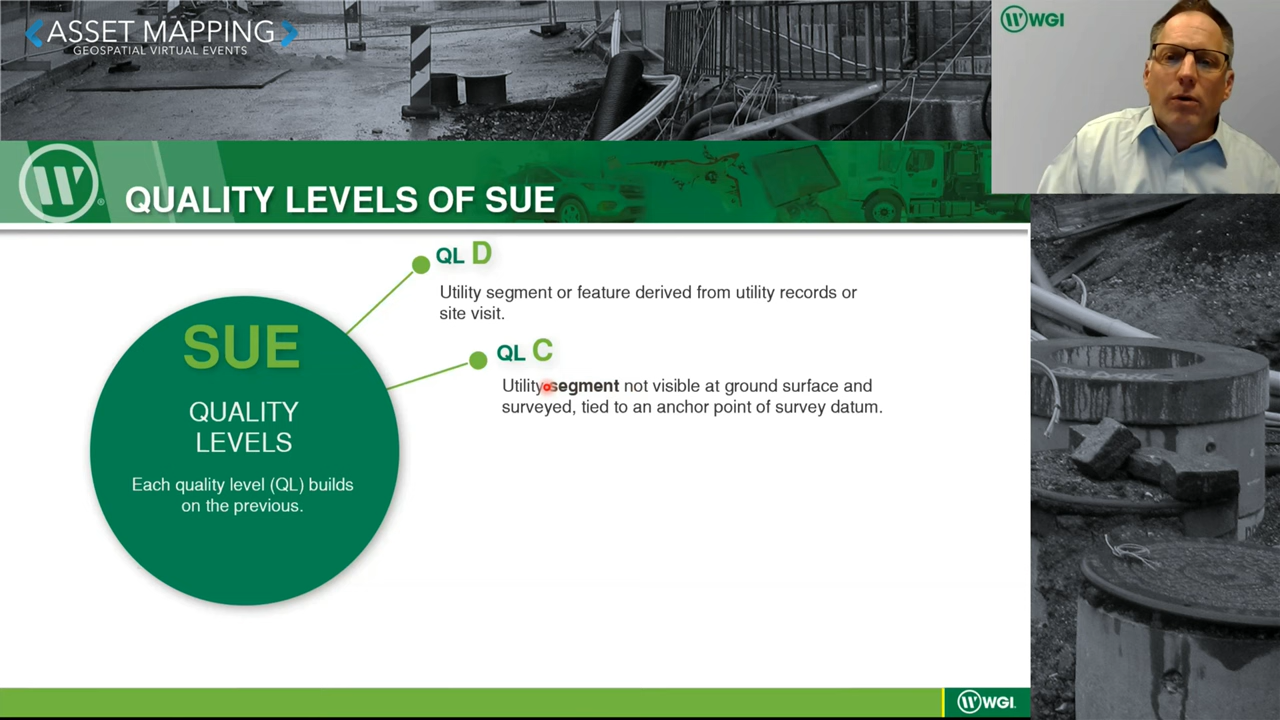 ASSET MAPPING
GEOSPATIAL VIRTUAL EVENTS
WGI
W
QUALITY LEVELS OF SUE
QL D
Utility segment or feature derived from utility records or
site visit.
QL C
Utility segment not visible at ground surface and
surveyed, tied to an anchor point of survey datum.
SUE
QUALITY
LEVELS
Each quality level (QL) builds
on the previous.
WGI